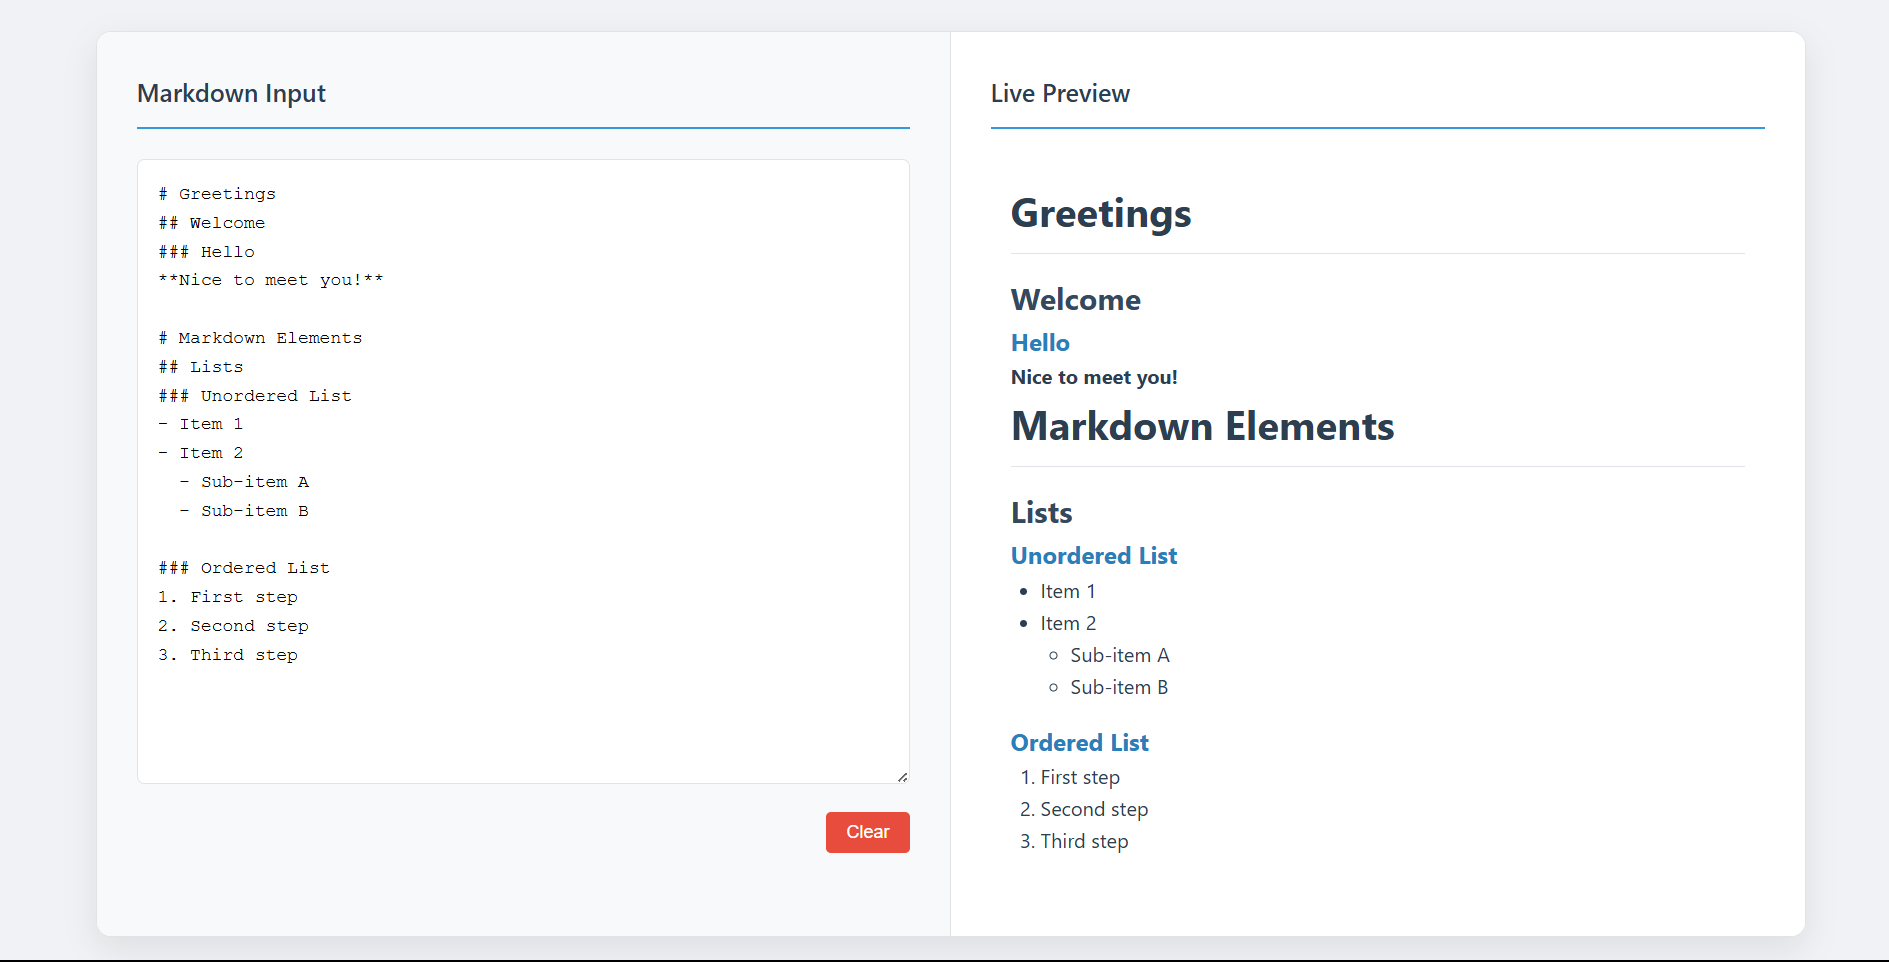 Markdown Input
# Greetings
## Welcome
### Hello
**Nice to meet you!**
# Markdown Elements
## Lists
### Unordered List
- Item 1
- Item 2
  - Sub-item A
  - Sub-item B
### Ordered List
1. First step
2. Second step
3. Third step
Clear
Live Preview
Greetings
Welcome
Hello
Nice to meet you!
Markdown Elements
Lists
Unordered List
• Item 1
• Item 2
◦ Sub-item A
◦ Sub-item B
Ordered List
1. First step
2. Second step
3. Third step